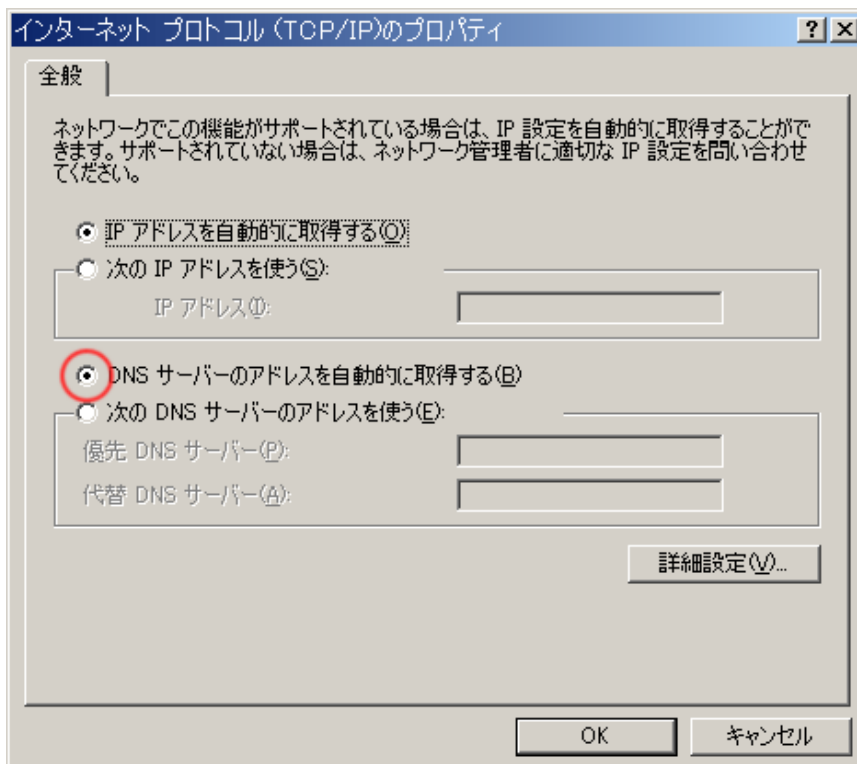 インターネット プロトコル (TCP/IP)のプロパティ
全般
ネットワークでこの機能がサポートされている場合は、IP 設定を自動的に取得することがで
きます。サポートされていない場合は、ネットワーク管理者に適切な IP 設定を問い合わせ
てください。
IP アドレスを自動的に取得する(O)
次の IP アドレスを使う(S):
IP アドレス(I):
DNS サーバーのアドレスを自動的に取得する(B)
次の DNS サーバーのアドレスを使う(E):
優先 DNS サーバー(P):
代替 DNS サーバー(A):
詳細設定(V)...
OK
キャンセル